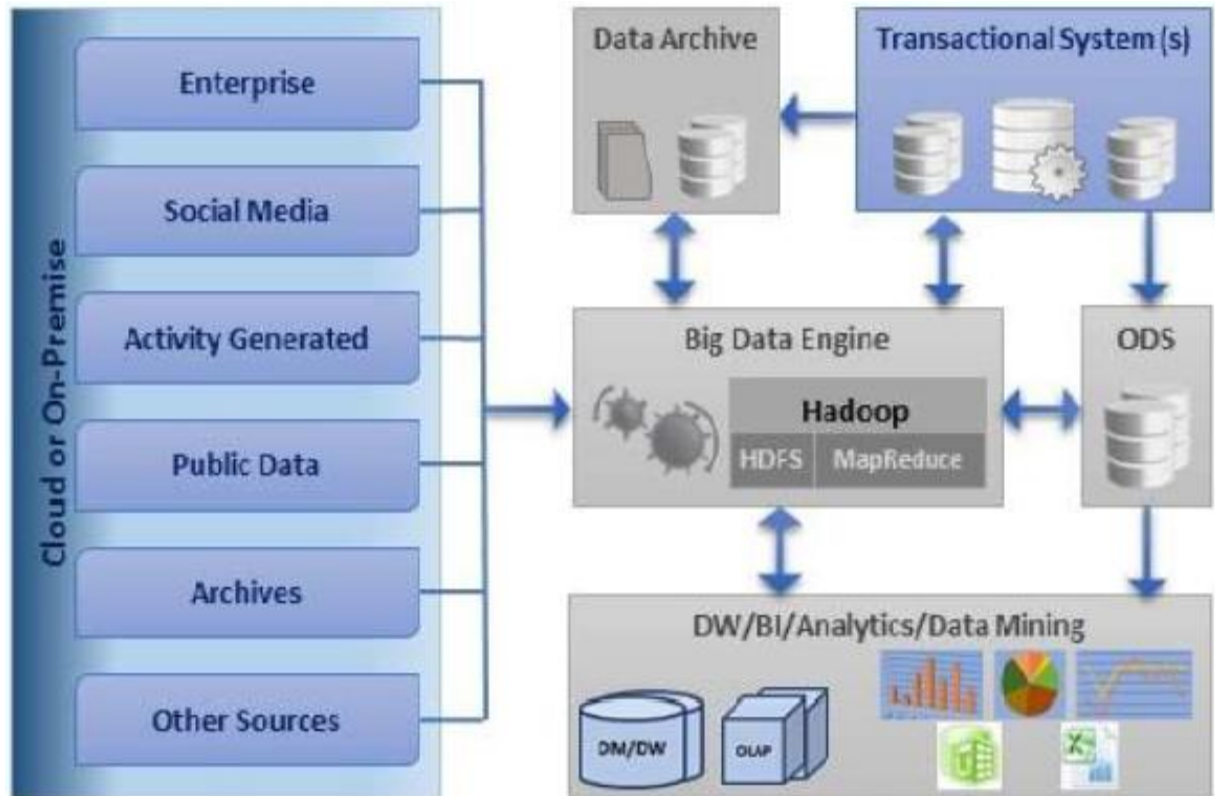 Cloud or On-Premise
Enterprise
Social Media
Activity Generated
Public Data
Archives
Other Sources
Data Archive
Transactional System (s)
Big Data Engine
Hadoop
HDFS
MapReduce
ODS
DW/BI/Analytics/Data Mining
DM/DW
OLAP